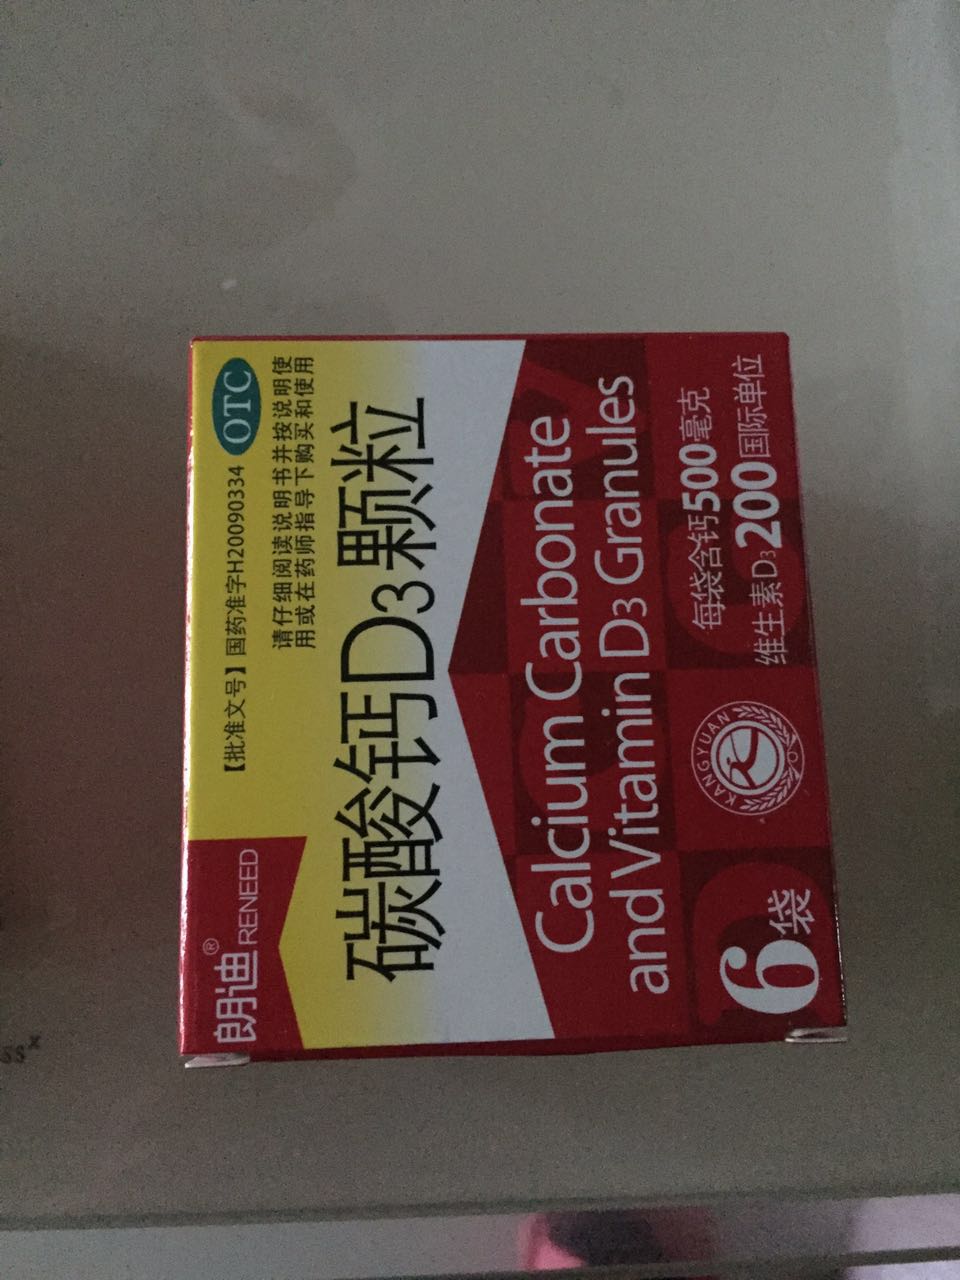 朗迪®
RENEED
【批准文号】国药准字H20090334
OTC
请仔细阅读说明书并按说明使
用或在药师指导下购买和使用
碳酸钙D3颗粒
Calcium Carbonate
and Vitamin D3 Granules
6袋
KANGYUAN
每袋含钙500毫克
维生素D3 200国际单位